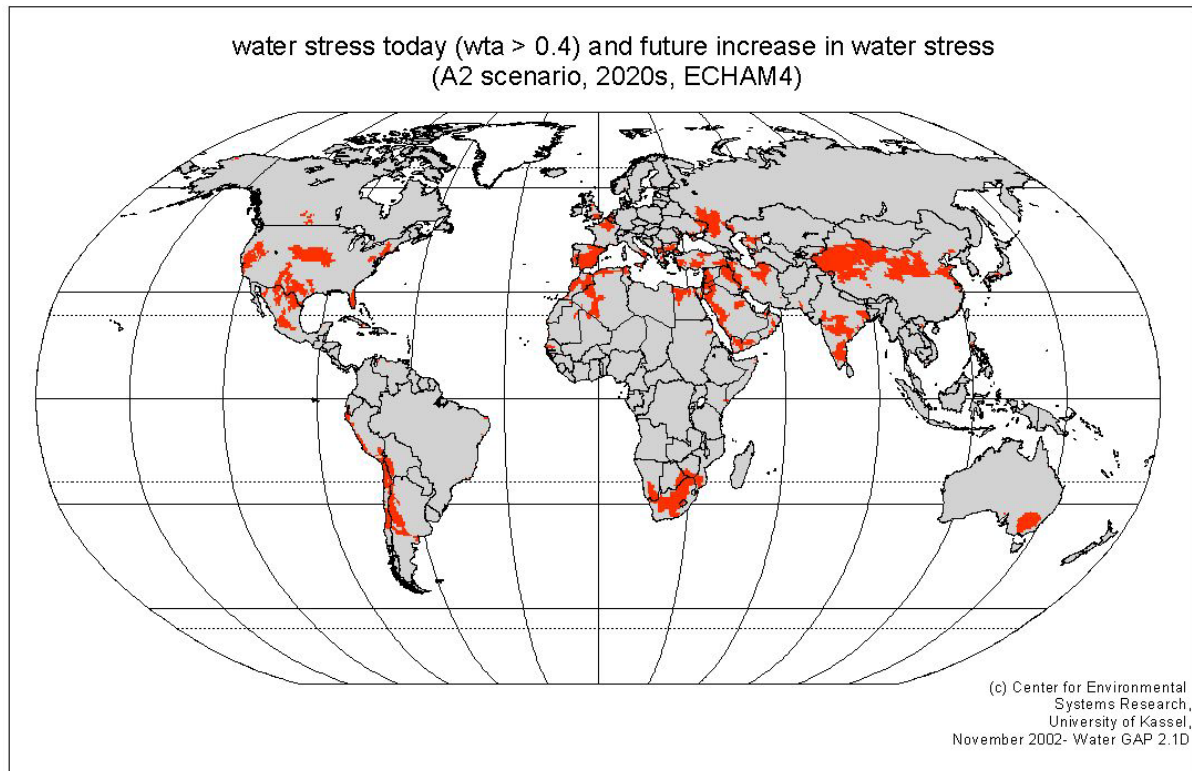 water stress today (wta > 0.4) and future increase in water stress
(A2 scenario, 2020s, ECHAM4)
(c) Center for Environmental
Systems Research,
University of Kassel,
November 2002- Water GAP 2.1D